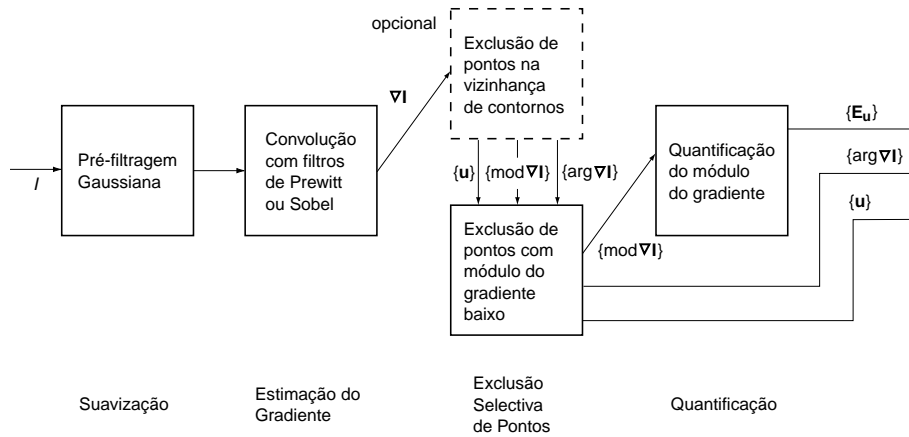 opcional
Exclusão de
pontos na
vizinhança
de contornos
∇I
{E_u}
Pré-filtragem
Gaussiana
Convolução
com filtros
de Prewitt
ou Sobel
Quantificação
do módulo
do gradiente
{arg∇I}
{u}
I
{u} {mod∇I} {arg∇I}
Exclusão de
pontos com
módulo do
gradiente
baixo
{mod∇I}
Suavização
Estimação do
Gradiente
Exclusão
Selectiva
de Pontos
Quantificação